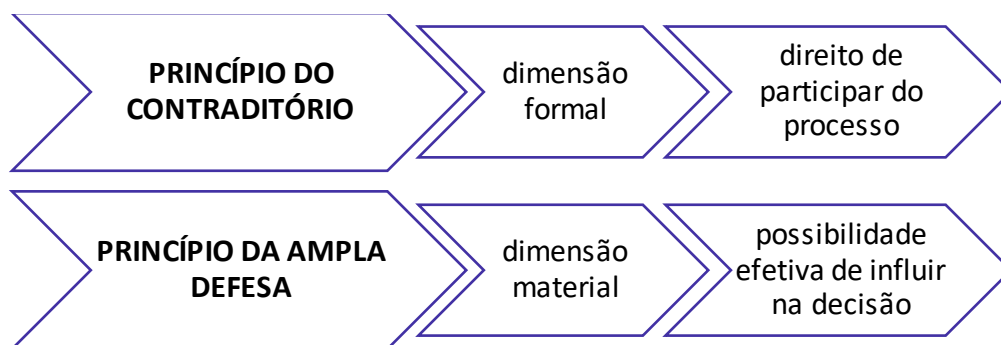 PRINCÍPIO DO
CONTRADITÓRIO
dimensão
formal
direito de
participar do
processo
PRINCÍPIO DA AMPLA
DEFESA
dimensão
material
possibilidade
efetiva de influir
na decisão